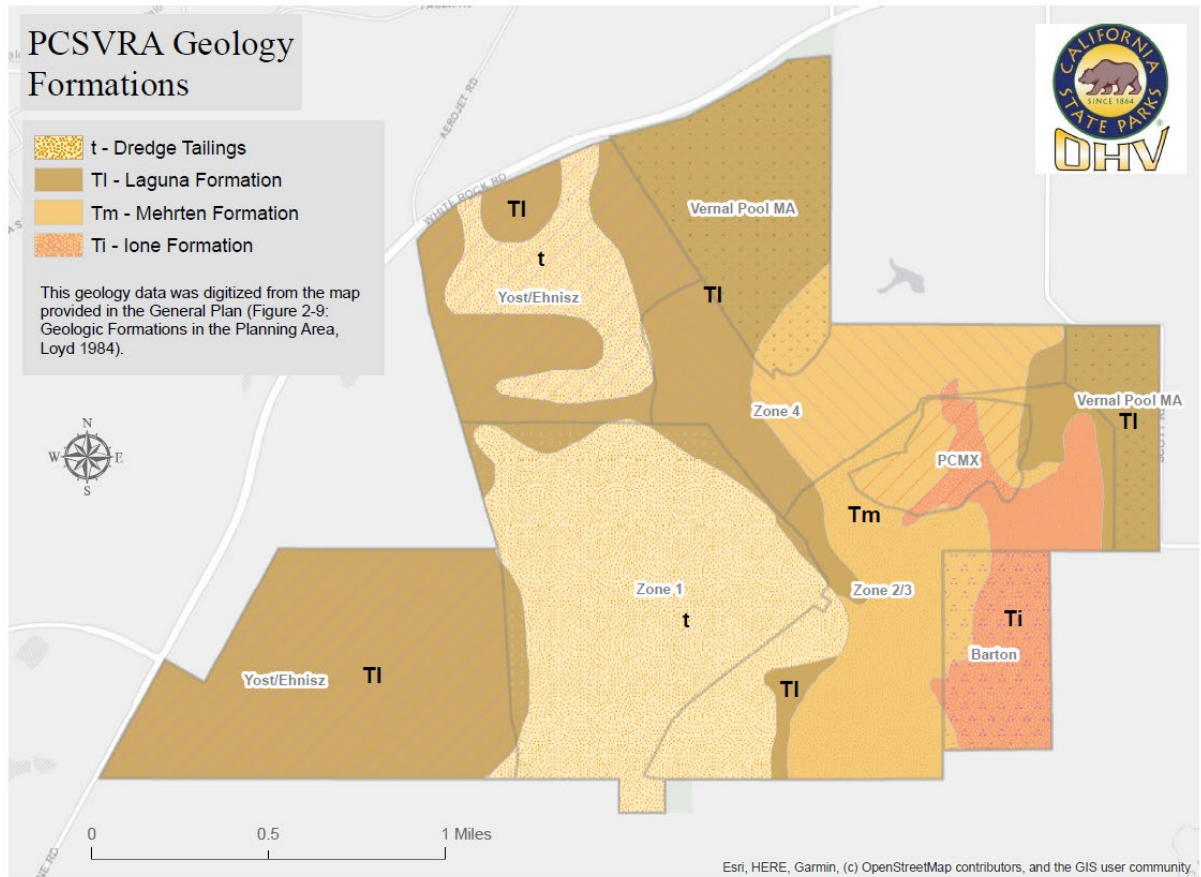 PCSVRA Geology
Formations
t - Dredge Tailings
Tl - Laguna Formation
Tm - Mehrten Formation
Ti - Ione Formation
This geology data was digitized from the map
provided in the General Plan (Figure 2-9:
Geologic Formations in the Planning Area,
Loyd 1984).
CALIFORNIA
STATE PARKS
SINCE 1864
OHV
AEROJET RD
WHITE ROCK RD
Tl
Vernal Pool MA
t
Yost/Ehnisz
Tl
Zone 4
Vernal Pool MA
Tl
SCOTT RD
N
W E
S
PCMX
Tm
Zone 1
Zone 2/3
t
Ti
Barton
Yost/Ehnisz
Tl
Tl
0 0.5 1 Miles
NE RD
Esri, HERE, Garmin, (c) OpenStreetMap contributors, and the GIS user community